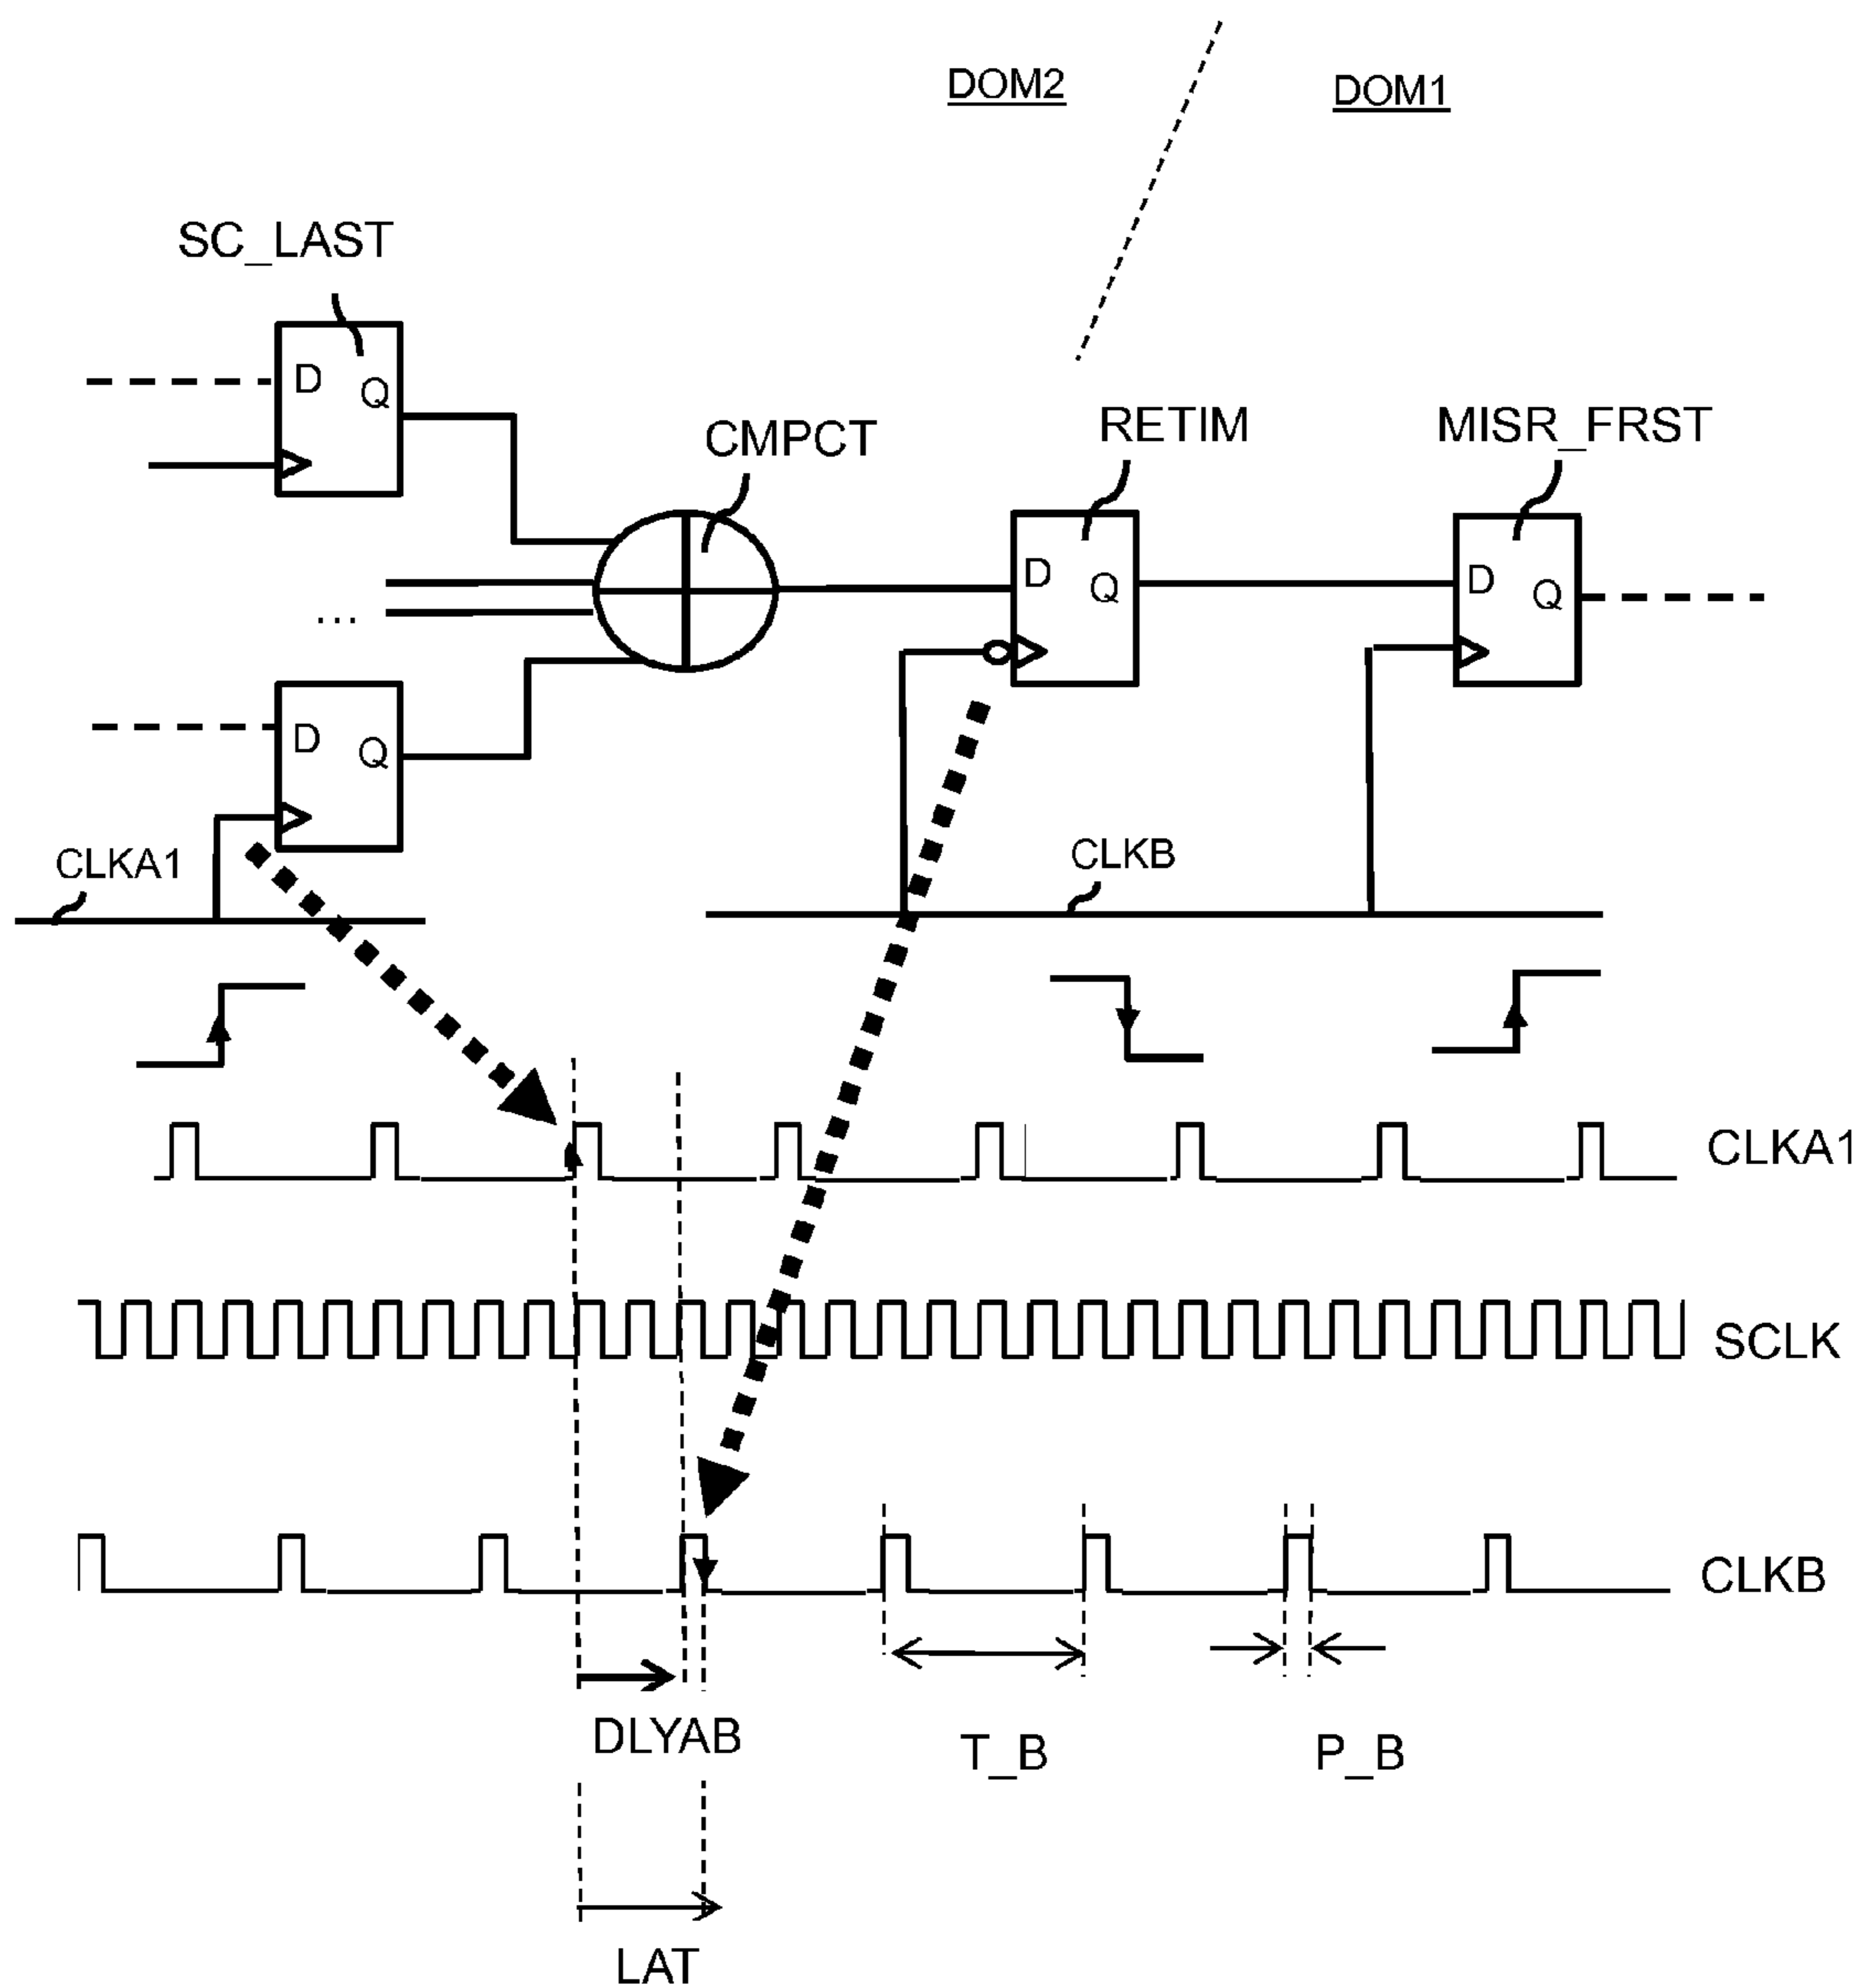 DOM2
DOM1
SC_LAST
D
Q
CMPCT
RETIM
MISR_FRST
D
Q
D
Q
...
D
Q
CLKA1
CLKB
CLKA1
SCLK
CLKB
DLYAB
T_B
P_B
LAT